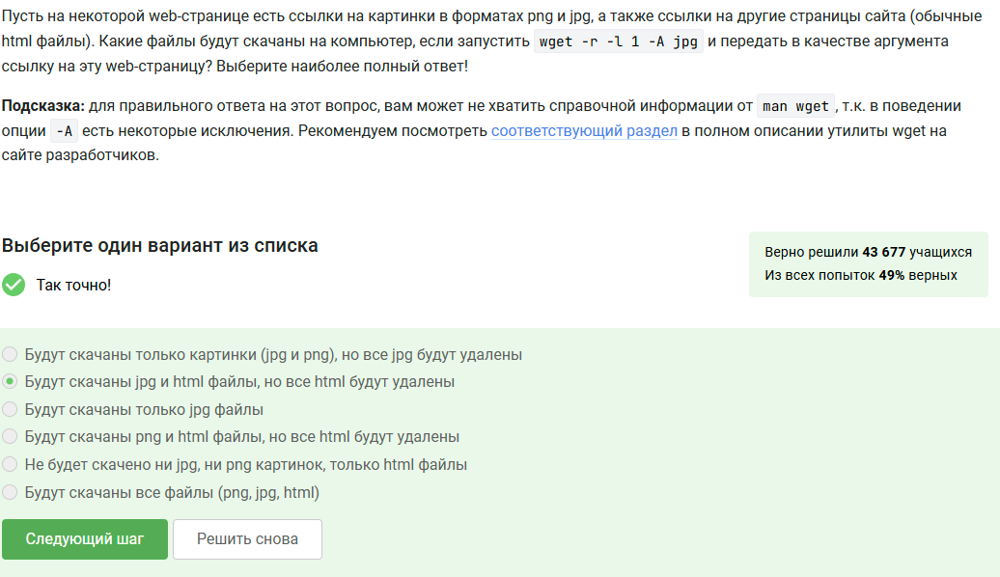 Пусть на некоторой web-странице есть ссылки на картинки в форматах png и jpg, а также ссылки на другие страницы сайта (обычные
html файлы). Какие файлы будут скачаны на компьютер, если запустить wget -r -l 1 -A jpg и передать в качестве аргумента
ссылку на эту web-страницу? Выберите наиболее полный ответ!
Подсказка: для правильного ответа на этот вопрос, вам может не хватить справочной информации от man wget, т.к. в поведении
опции -A есть некоторые исключения. Рекомендуем посмотреть соответствующий раздел в полном описании утилиты wget на
сайте разработчиков.
Выберите один вариант из списка
Верно решили 43 677 учащихся
Из всех попыток 49% верных
Так точно!
Будут скачаны только картинки (jpg и png), но все jpg будут удалены
Будут скачаны jpg и html файлы, но все html будут удалены
Будут скачаны только jpg файлы
Будут скачаны png и html файлы, но все html будут удалены
Не будет скачено ни jpg, ни png картинок, только html файлы
Будут скачаны все файлы (png, jpg, html)
Следующий шаг
Решить снова